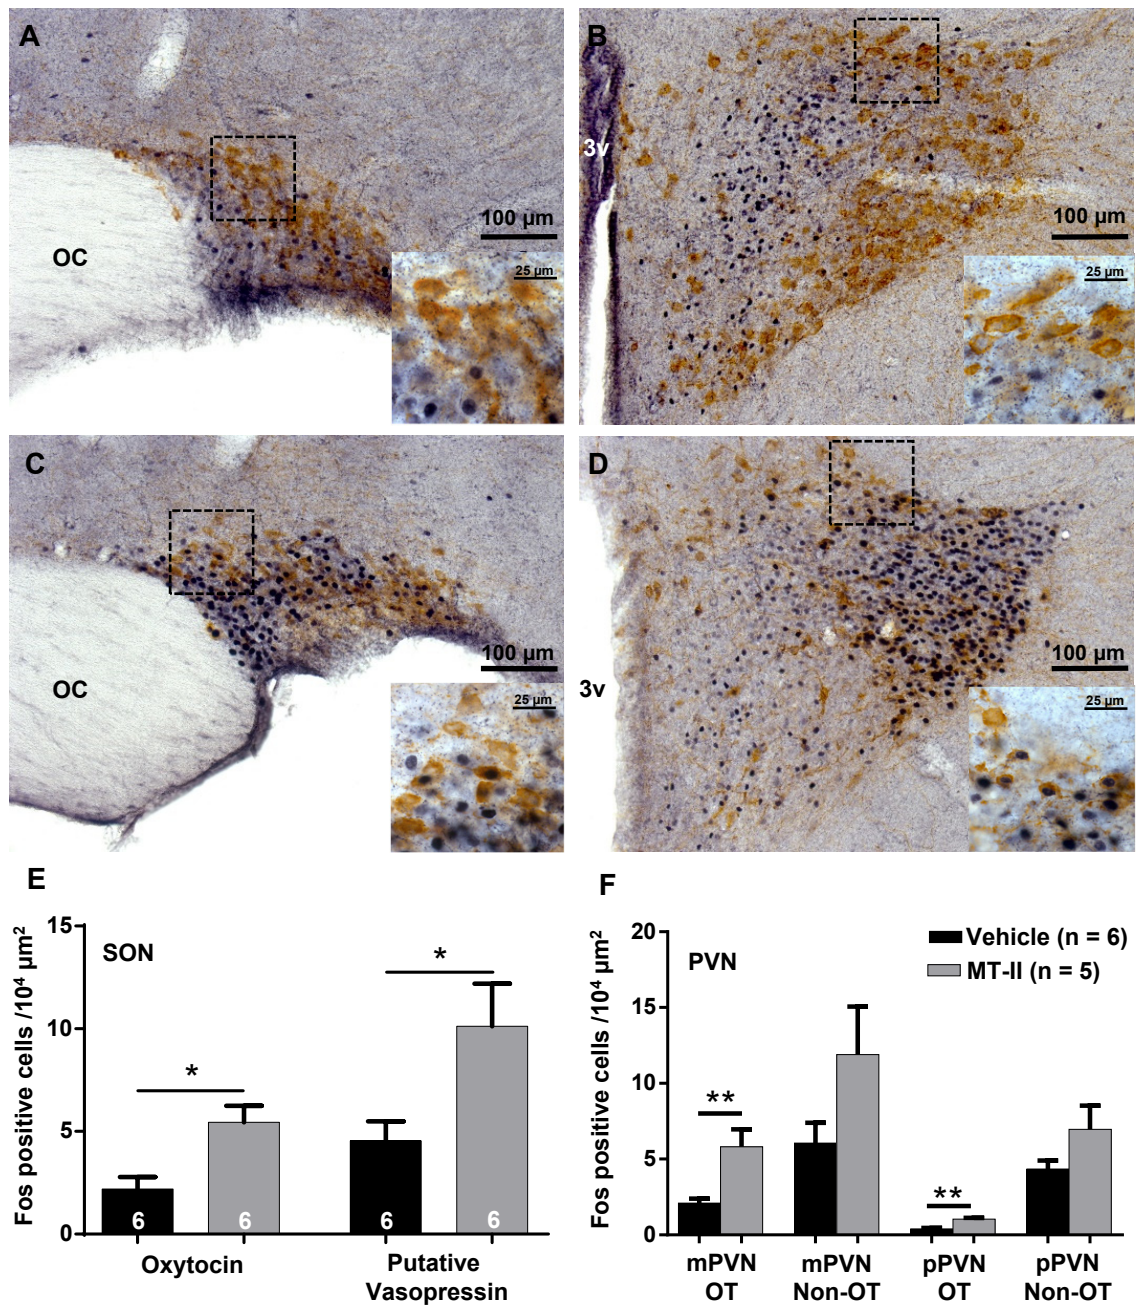 A
OC
100 µm
25 µm
B
3v
100 µm
25 µm
C
OC
100 µm
25 µm
D
3v
100 µm
25 µm
E
SON
Fos positive cells /10⁴ µm²
15
10
5
0
*
*
6
6
6
6
Oxytocin
Putative
Vasopressin
F
PVN
Vehicle (n = 6)
MT-II (n = 5)
Fos positive cells /10⁴ µm²
20
15
10
5
0
**
**
mPVN
OT
mPVN
Non-OT
pPVN
OT
pPVN
Non-OT